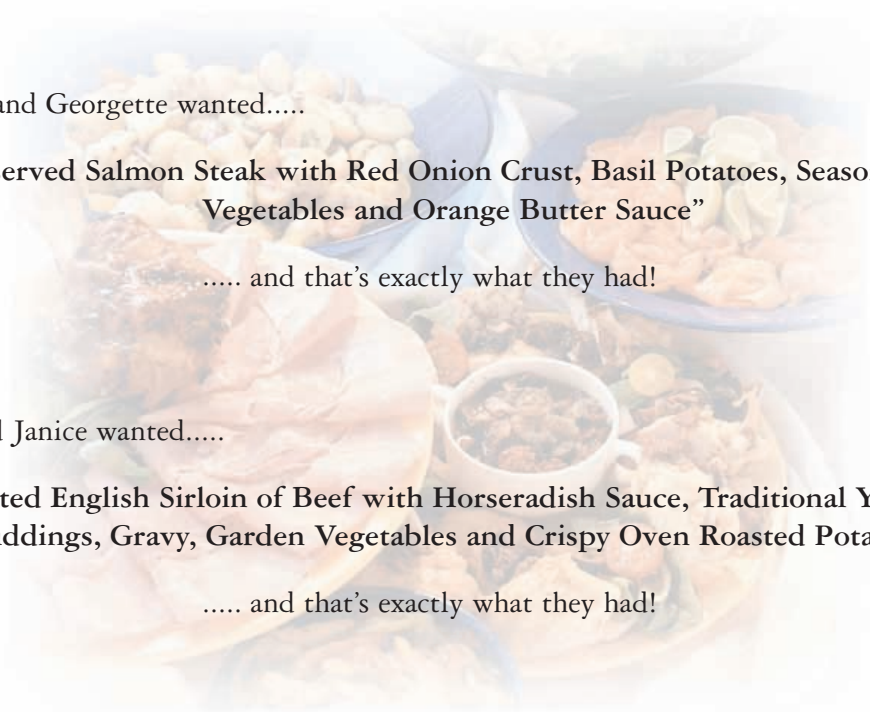 and Georgette wanted.....
erved Salmon Steak with Red Onion Crust, Basil Potatoes, Seaso
Vegetables and Orange Butter Sauce”
..... and that’s exactly what they had!
Janice wanted.....
ted English Sirloin of Beef with Horseradish Sauce, Traditional Y
ddings, Gravy, Garden Vegetables and Crispy Oven Roasted Pota
..... and that’s exactly what they had!